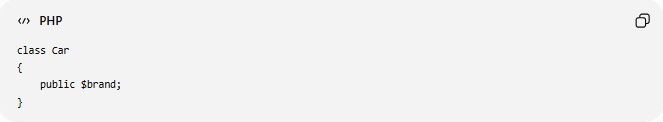 </> PHP
class Car
{
    public $brand;
}